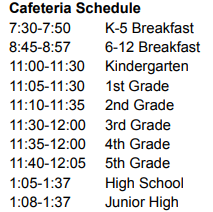 Cafeteria Schedule
7:30-7:50 K-5 Breakfast
8:45-8:57 6-12 Breakfast
11:00-11:30 Kindergarten
11:05-11:30 1st Grade
11:10-11:35 2nd Grade
11:30-12:00 3rd Grade
11:35-12:00 4th Grade
11:40-12:05 5th Grade
1:05-1:37 High School
1:08-1:37 Junior High